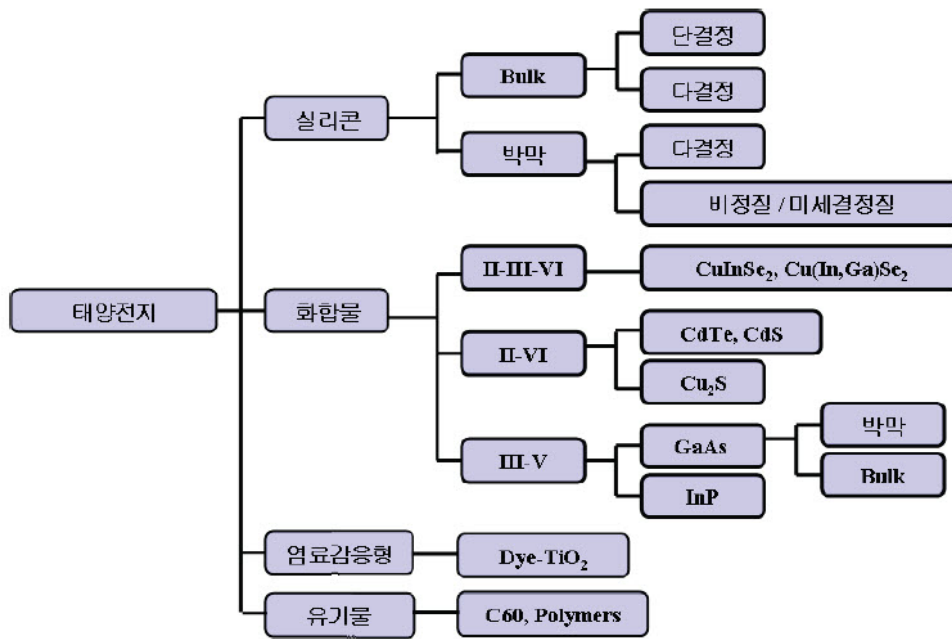 태양전지
실리콘
Bulk
단결정
다결정
박막
다결정
비정질 / 미세결정질
화합물
II-III-VI
CuInSe₂, Cu(In,Ga)Se₂
II-VI
CdTe, CdS
Cu₂S
III-V
GaAs
박막
Bulk
InP
염료감응형
Dye-TiO₂
유기물
C60, Polymers